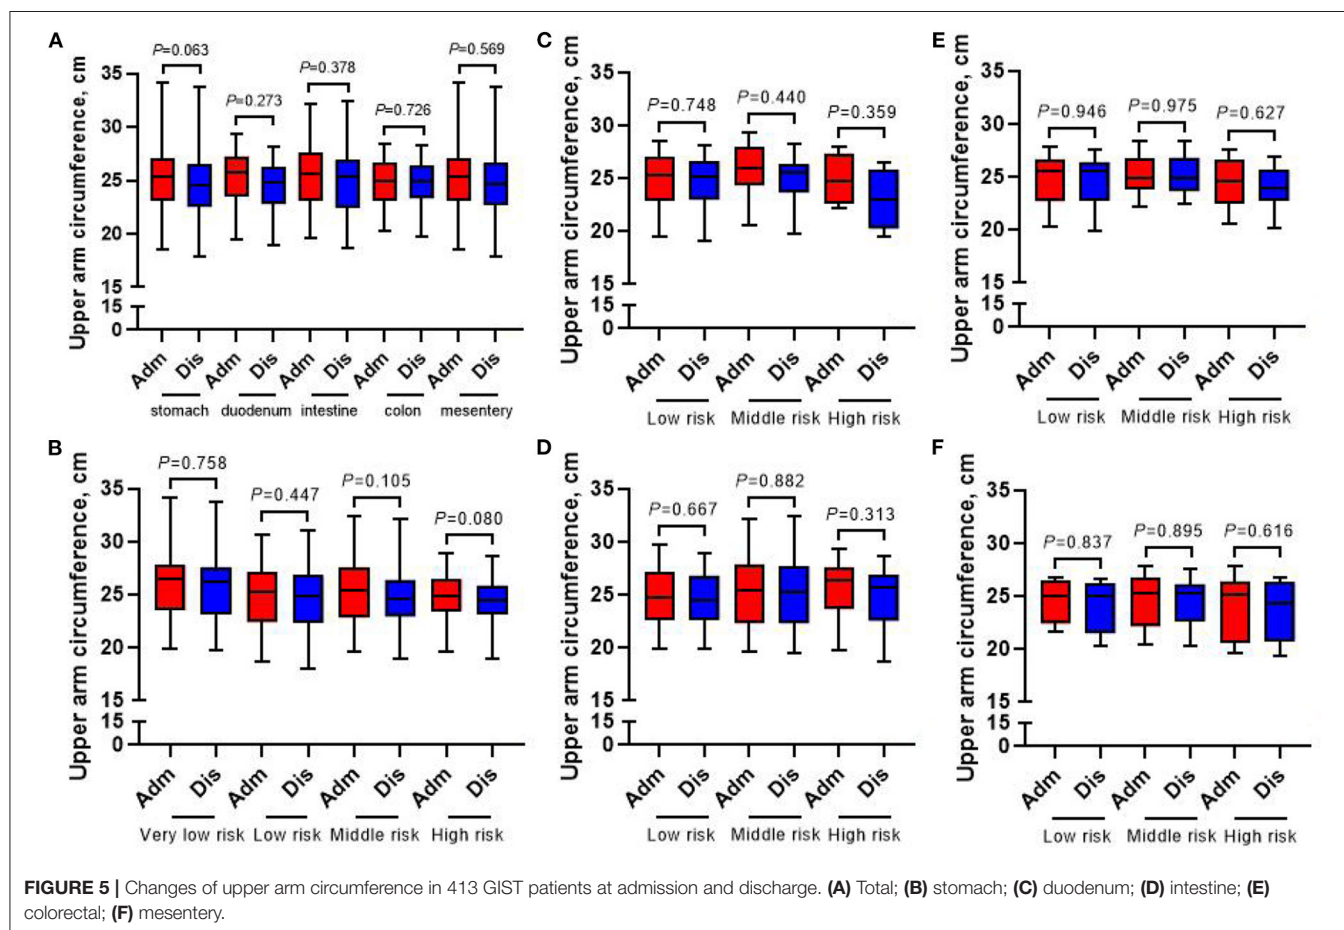 A
Upper arm circumference, cm
35
30
25
20
15
15
0
P=0.063
P=0.273
P=0.378
P=0.726
P=0.569
Adm Dis Adm Dis Adm Dis Adm Dis Adm Dis
stomach duodenum intestine colon mesentery
C
Upper arm circumference, cm
35
30
25
20
15
15
0
P=0.748
P=0.440
P=0.359
Adm Dis Adm Dis Adm Dis
Low risk Middle risk High risk
E
Upper arm circumference, cm
35
30
25
20
15
15
0
P=0.946
P=0.975
P=0.627
Adm Dis Adm Dis Adm Dis
Low risk Middle risk High risk
B
Upper arm circumference, cm
35
30
25
20
15
15
0
P=0.758
P=0.447
P=0.105
P=0.080
Adm Dis Adm Dis Adm Dis Adm Dis
Very low risk Low risk Middle risk High risk
D
Upper arm circumference, cm
35
30
25
20
15
15
0
P=0.667
P=0.882
P=0.313
Adm Dis Adm Dis Adm Dis
Low risk Middle risk High risk
F
Upper arm circumference, cm
35
30
25
20
15
15
0
P=0.837
P=0.895
P=0.616
Adm Dis Adm Dis Adm Dis
Low risk Middle risk High risk
FIGURE 5 | Changes of upper arm circumference in 413 GIST patients at admission and discharge. (A) Total; (B) stomach; (C) duodenum; (D) intestine; (E)
colorectal; (F) mesentery.